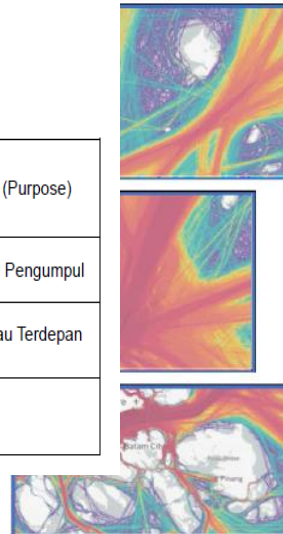 (Purpose)
Pengumpul
au Terdepan
Batam City
Pinang